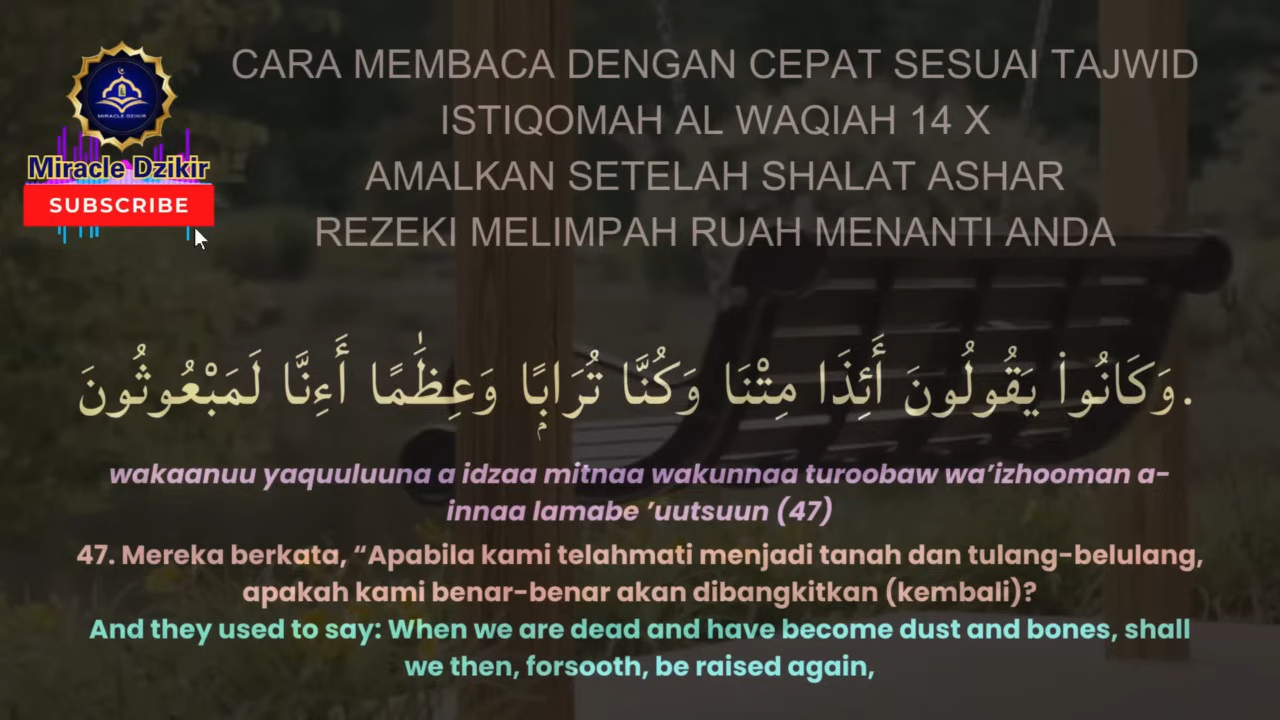 CARA MEMBACA DENGAN CEPAT SESUAI TAJWID
ISTIQOMAH AL WAQIAH 14 X
AMALKAN SETELAH SHALAT ASHAR
REZEKI MELIMPAH RUAH MENANTI ANDA
MIRACLE DZIKIR
Miracle Dzikir
SUBSCRIBE
وَكَانُوا۟ يَقُولُونَ أَئِذَا مِتْنَا وَكُنَّا تُرَابًۭا وَعِظَٰمًا أَءِنَّا لَمَبْعُوثُونَ.
wakaanuu yaquuluuna a idzaa mitnaa wakunnaa turoobaw wa’izhooman a-
innaa lamabe ’uutsuun (47)
47. Mereka berkata, “Apabila kami telahmati menjadi tanah dan tulang-belulang,
apakah kami benar-benar akan dibangkitkan (kembali)?
And they used to say: When we are dead and have become dust and bones, shall
we then, forsooth, be raised again,